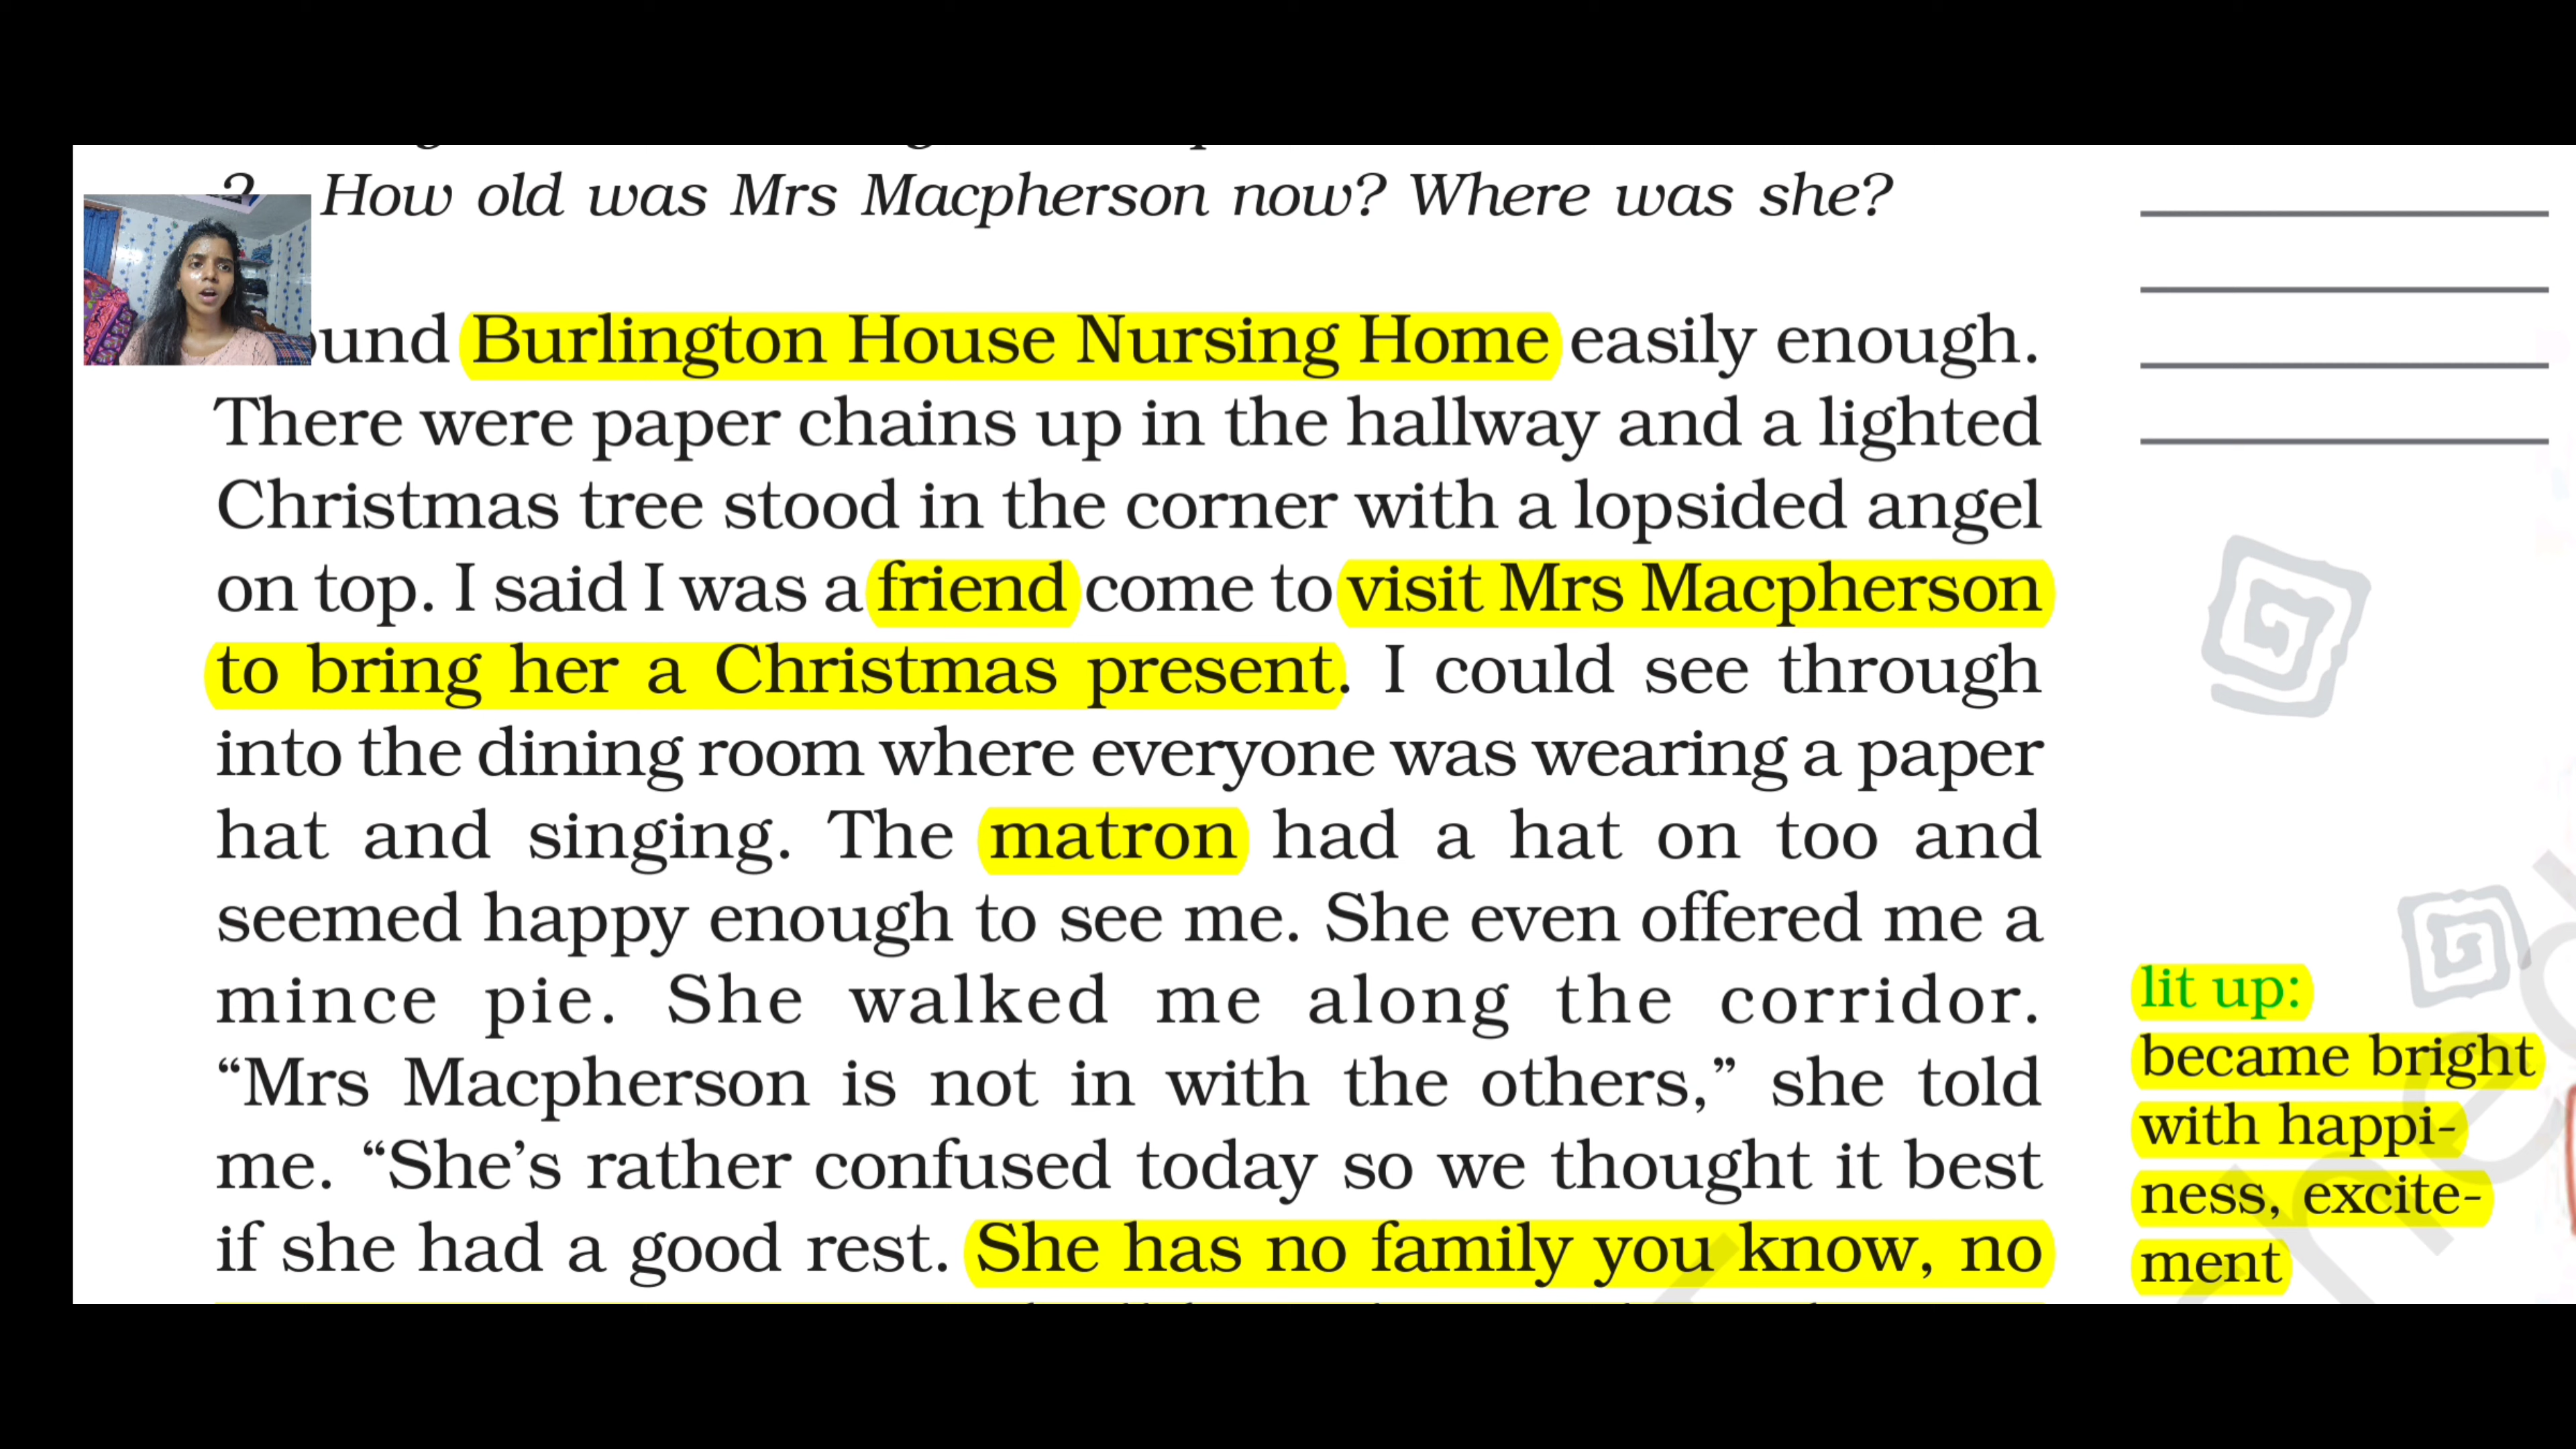 How old was Mrs Macpherson now? Where was she?
Burlington House Nursing Home easily enough.
There were paper chains up in the hallway and a lighted
Christmas tree stood in the corner with a lopsided angel
on top. I said I was a friend come to visit Mrs Macpherson
to bring her a Christmas present. I could see through
into the dining room where everyone was wearing a paper
hat and singing. The matron had a hat on too and
seemed happy enough to see me. She even offered me a
mince pie. She walked me along the corridor.
“Mrs Macpherson is not in with the others,” she told
me. “She’s rather confused today so we thought it best
if she had a good rest. She has no family you know, no
lit up:
became bright
with happi-
ness, excite-
ment